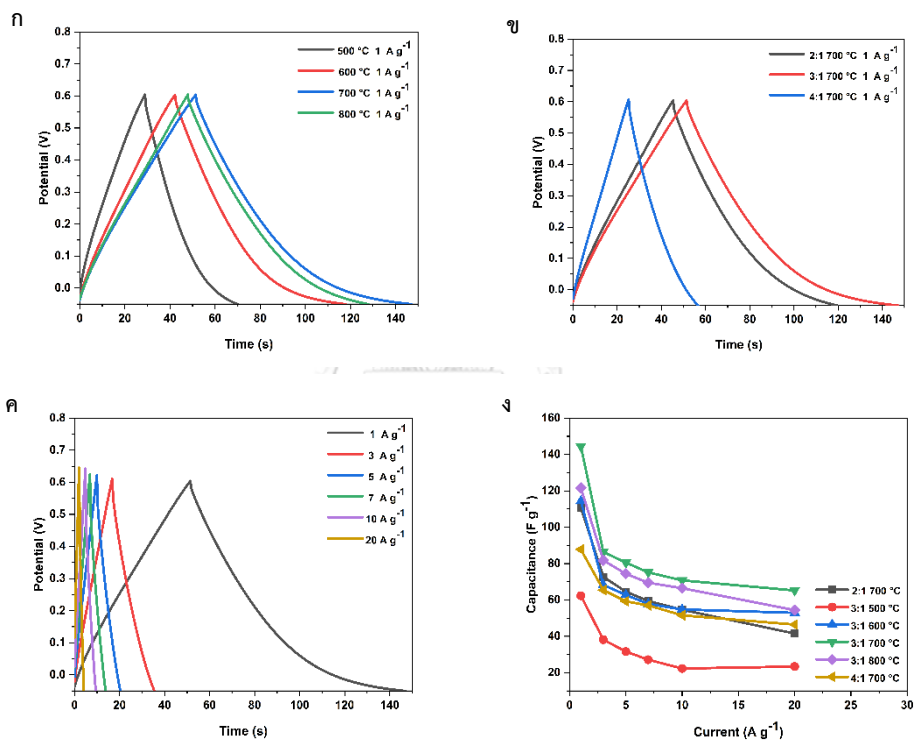 ก
0.8
0.7
0.6
0.5
0.4
0.3
0.2
0.1
0.0
Potential (V)
500 °C 1 A g⁻¹
600 °C 1 A g⁻¹
700 °C 1 A g⁻¹
800 °C 1 A g⁻¹
0 20 40 60 80 100 120 140
Time (s)
ข
0.8
0.7
0.6
0.5
0.4
0.3
0.2
0.1
0.0
Potential (V)
2:1 700 °C 1 A g⁻¹
3:1 700 °C 1 A g⁻¹
4:1 700 °C 1 A g⁻¹
0 20 40 60 80 100 120 140
Time (s)
ค
0.8
0.7
0.6
0.5
0.4
0.3
0.2
0.1
0.0
Potential (V)
1 A g⁻¹
3 A g⁻¹
5 A g⁻¹
7 A g⁻¹
10 A g⁻¹
20 A g⁻¹
0 20 40 60 80 100 120 140
Time (s)
ง
160
140
120
100
80
60
40
20
Capacitance (F g⁻¹)
2:1 700 °C
3:1 500 °C
3:1 600 °C
3:1 700 °C
3:1 800 °C
4:1 700 °C
0 5 10 15 20 25 30
Current (A g⁻¹)